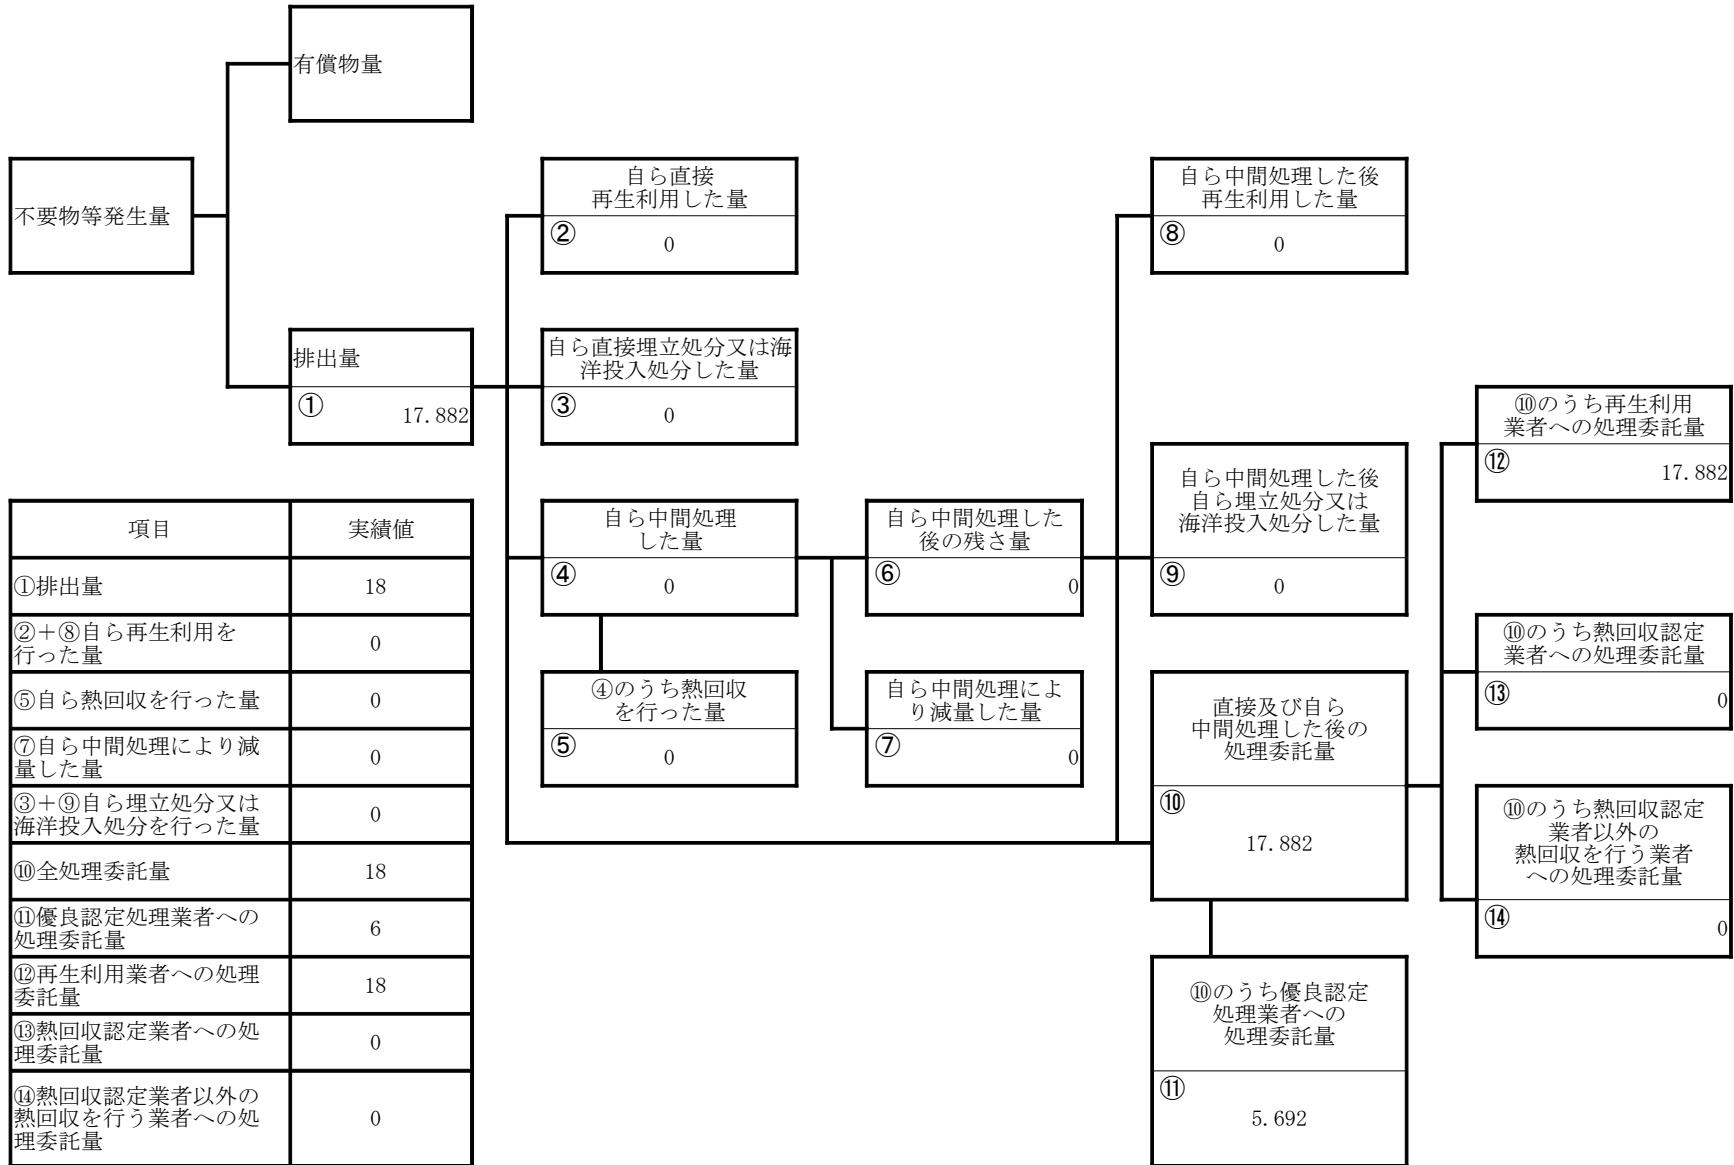 有償物量
不要物等発生量
排出量
①
17.882
自ら直接
再生利用した量
②
0
自ら直接埋立処分又は海
洋投入処分した量
③
0
自ら中間処理
した量
④
0
④のうち熱回収
を行った量
⑤
0
自ら中間処理した
後の残さ量
⑥
0
自ら中間処理によ
り減量した量
⑦
0
自ら中間処理した後
再生利用した量
⑧
0
自ら中間処理した後
自ら埋立処分又は
海洋投入処分した量
⑨
0
直接及び自ら
中間処理した後の
処理委託量
⑩
17.882
⑩のうち優良認定
処理業者への
処理委託量
⑪
5.692
⑩のうち再生利用
業者への処理委託量
⑫
17.882
⑩のうち熱回収認定
業者への処理委託量
⑬
0
⑩のうち熱回収認定
業者以外の
熱回収を行う業者
への処理委託量
⑭
0
項目 実績値
①排出量 18
②+⑧自ら再生利用を
行った量 0
⑤自ら熱回収を行った量 0
⑦自ら中間処理により減
量した量 0
③+⑨自ら埋立処分又は
海洋投入処分を行った量 0
⑩全処理委託量 18
⑪優良認定処理業者への
処理委託量 6
⑫再生利用業者への処理
委託量 18
⑬熱回収認定業者への処
理委託量 0
⑭熱回収認定業者以外の
熱回収を行う業者への処
理委託量 0